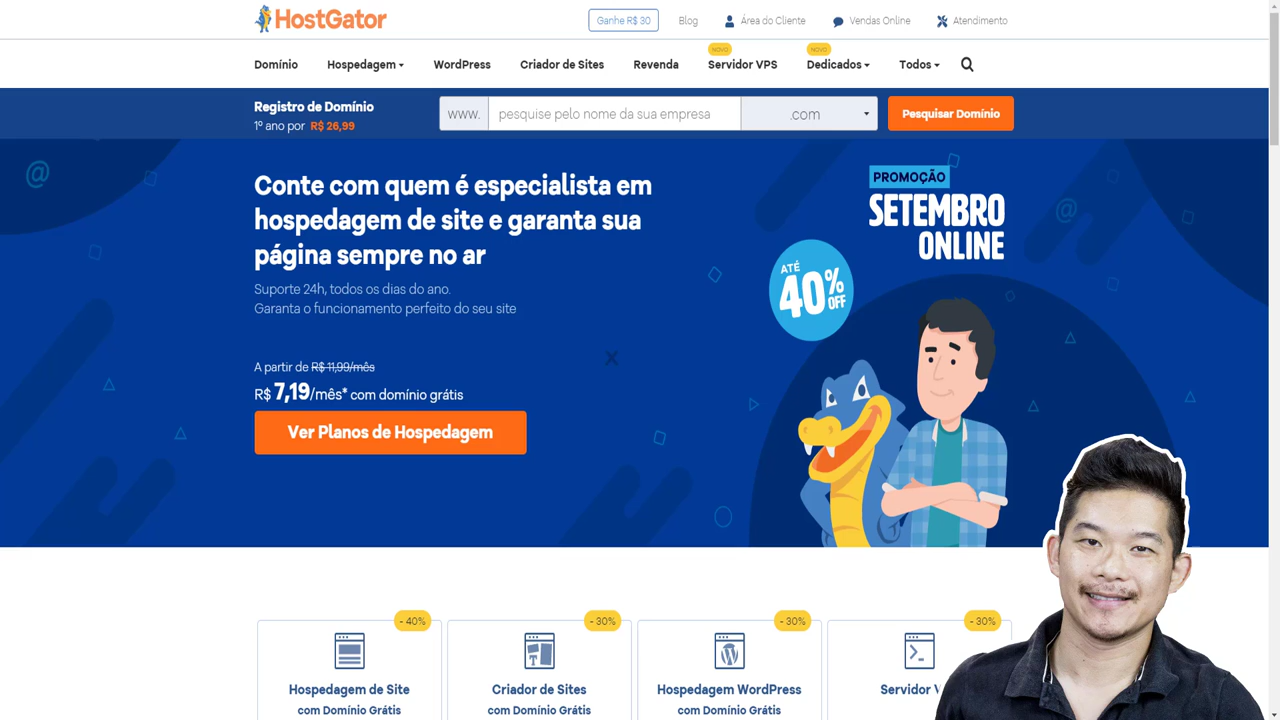 HostGator
Ganhe R$ 30
Blog
Área do Cliente
Vendas Online
Atendimento
Domínio
Hospedagem
WordPress
Criador de Sites
Revenda
NOVO
Servidor VPS
NOVO
Dedicados
Todos
Registro de Domínio
1º ano por R$ 26,99
www.
pesquise pelo nome da sua empresa
.com
Pesquisar Domínio
Conte com quem é especialista em
hospedagem de site e garanta sua
página sempre no ar
Suporte 24h, todos os dias do ano.
Garanta o funcionamento perfeito do seu site
A partir de R$ 11,99/mês
R$ 7,19/mês* com domínio grátis
Ver Planos de Hospedagem
PROMOÇÃO
SETEMBRO
ONLINE
ATÉ
40%
OFF
- 40%
Hospedagem de Site
com Domínio Grátis
- 30%
Criador de Sites
com Domínio Grátis
- 30%
Hospedagem WordPress
com Domínio Grátis
- 30%
Servidor